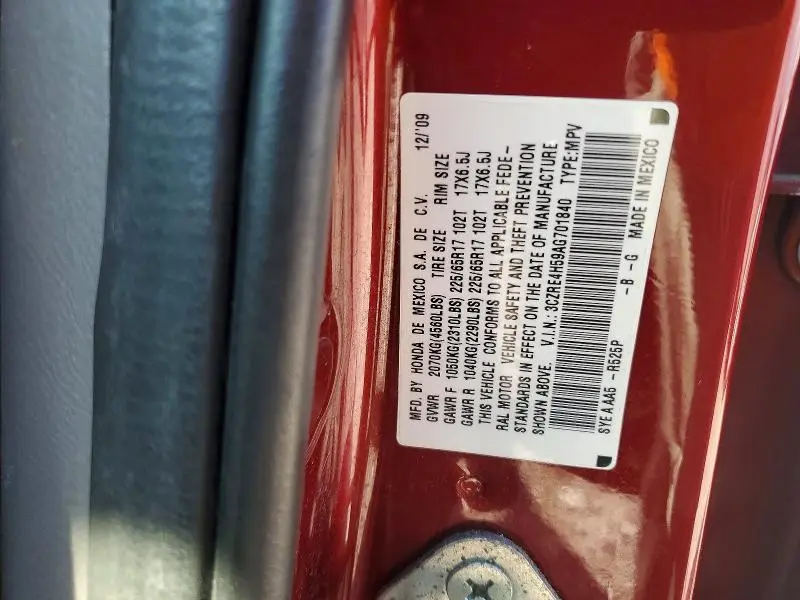 MFD. BY HONDA DE MEXICO S.A. DE C.V. 12/'09
GVWR 2070KG(4560LBS) TIRE SIZE RIM SIZE
GAWR F 1050KG(2310LBS) 225/65R17 102T 17X6.5J
GAWR R 1040KG(2290LBS) 225/65R17 102T 17X6.5J
THIS VEHICLE CONFORMS TO ALL APPLICABLE FEDE-
RAL MOTOR VEHICLE SAFETY AND THEFT PREVENTION
STANDARDS IN EFFECT ON THE DATE OF MANUFACTURE
SHOWN ABOVE. V.I.N.: 3CZRE4H59AG701840 TYPE:MPV
SYE A AA5 -R525P -B -G MADE IN MEXICO